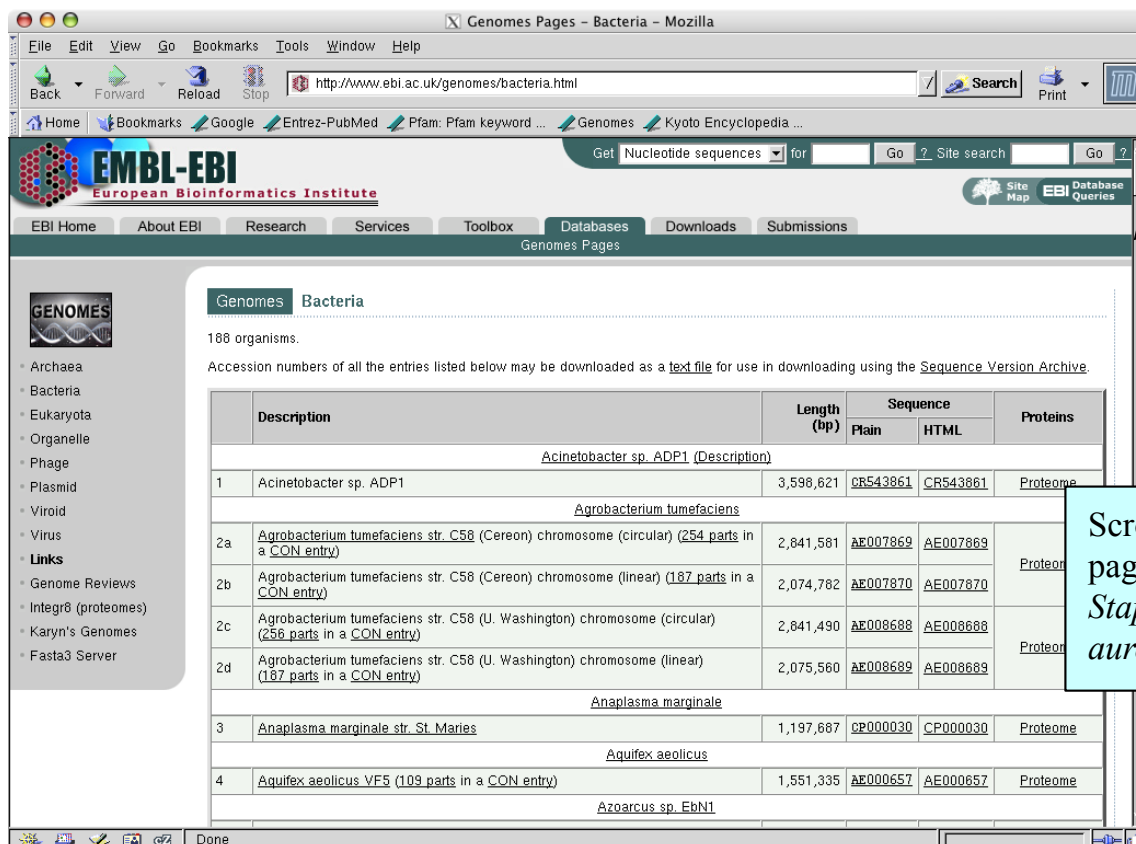 Genomes Pages – Bacteria – Mozilla
File Edit View Go Bookmarks Tools Window Help
Back Forward Reload Stop http://www.ebi.ac.uk/genomes/bacteria.html Search Print
Home Bookmarks Google Entrez-PubMed Pfam: Pfam keyword ... Genomes Kyoto Encyclopedia ...
EMBL-EBI
European Bioinformatics Institute
Get Nucleotide sequences for Go ? Site search Go ?
Site Map EBI Database Queries
EBI Home About EBI Research Services Toolbox Databases Downloads Submissions
Genomes Pages
GENOMES
Archaea
Bacteria
Eukaryota
Organelle
Phage
Plasmid
Viroid
Virus
Links
Genome Reviews
Integr8 (proteomes)
Karyn's Genomes
Fasta3 Server
Genomes Bacteria
188 organisms.
Accession numbers of all the entries listed below may be downloaded as a text file for use in downloading using the Sequence Version Archive.
Description Length (bp) Sequence Proteins
Plain HTML
Acinetobacter sp. ADP1 (Description)
1 Acinetobacter sp. ADP1 3,598,621 CR543861 CR543861 Proteome
Agrobacterium tumefaciens
2a Agrobacterium tumefaciens str. C58 (Cereon) chromosome (circular) (254 parts in
a CON entry) 2,841,581 AE007869 AE007869
2b Agrobacterium tumefaciens str. C58 (Cereon) chromosome (linear) (187 parts in a
CON entry) 2,074,782 AE007870 AE007870
2c Agrobacterium tumefaciens str. C58 (U. Washington) chromosome (circular)
(256 parts in a CON entry) 2,841,490 AE008688 AE008688
2d Agrobacterium tumefaciens str. C58 (U. Washington) chromosome (linear)
(187 parts in a CON entry) 2,075,560 AE008689 AE008689
Anaplasma marginale
3 Anaplasma marginale str. St. Maries 1,197,687 CP000030 CP000030 Proteome
Aquifex aeolicus
4 Aquifex aeolicus VF5 (109 parts in a CON entry) 1,551,335 AE000657 AE000657 Proteome
Azoarcus sp. EbN1
Done